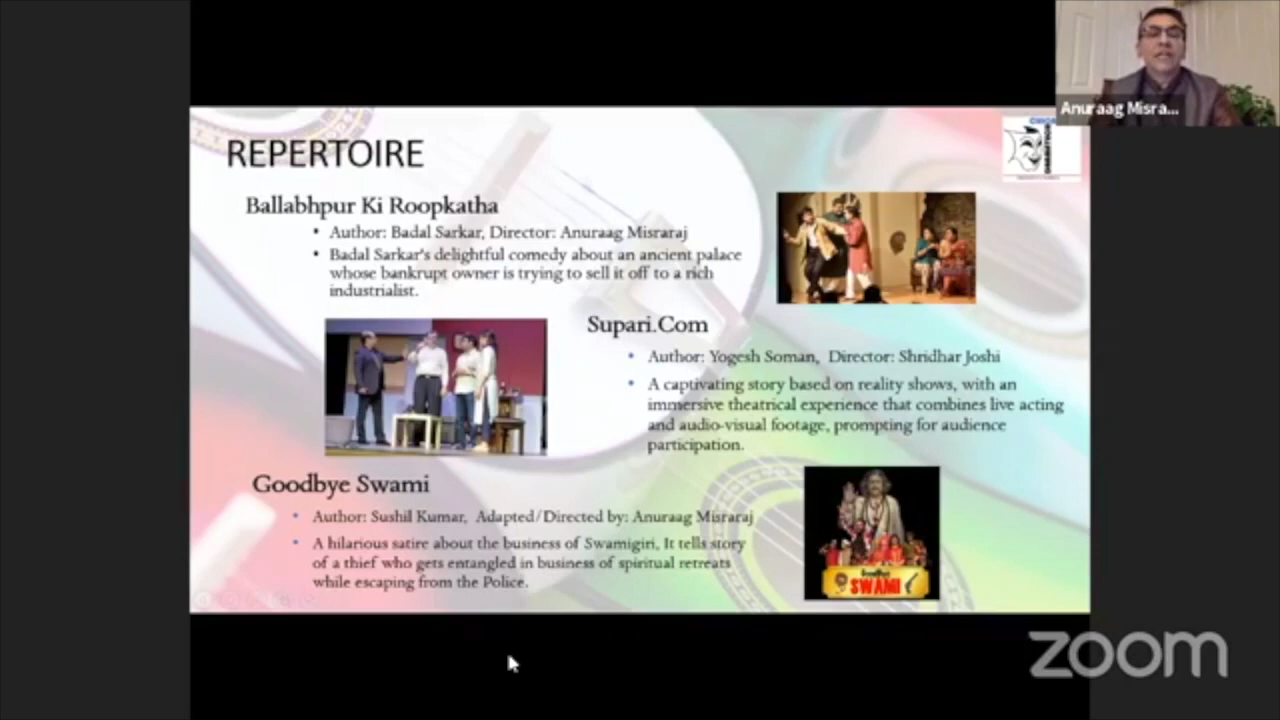 Anuraag Misra...
REPERTOIRE
Ballabhpur Ki Roopkatha
• Author: Badal Sarkar, Director: Anuraag Misraraj
• Badal Sarkar's delightful comedy about an ancient palace
whose bankrupt owner is trying to sell it off to a rich
industrialist.
Supari.Com
• Author: Yogesh Soman, Director: Shridhar Joshi
• A captivating story based on reality shows, with an
immersive theatrical experience that combines live acting
and audio-visual footage, prompting for audience
participation.
Goodbye Swami
• Author: Sushil Kumar, Adapted/Directed by: Anuraag Misraraj
• A hilarious satire about the business of Swamigiri, It tells story
of a thief who gets entangled in business of spiritual retreats
while escaping from the Police.
SWAMI
zoom